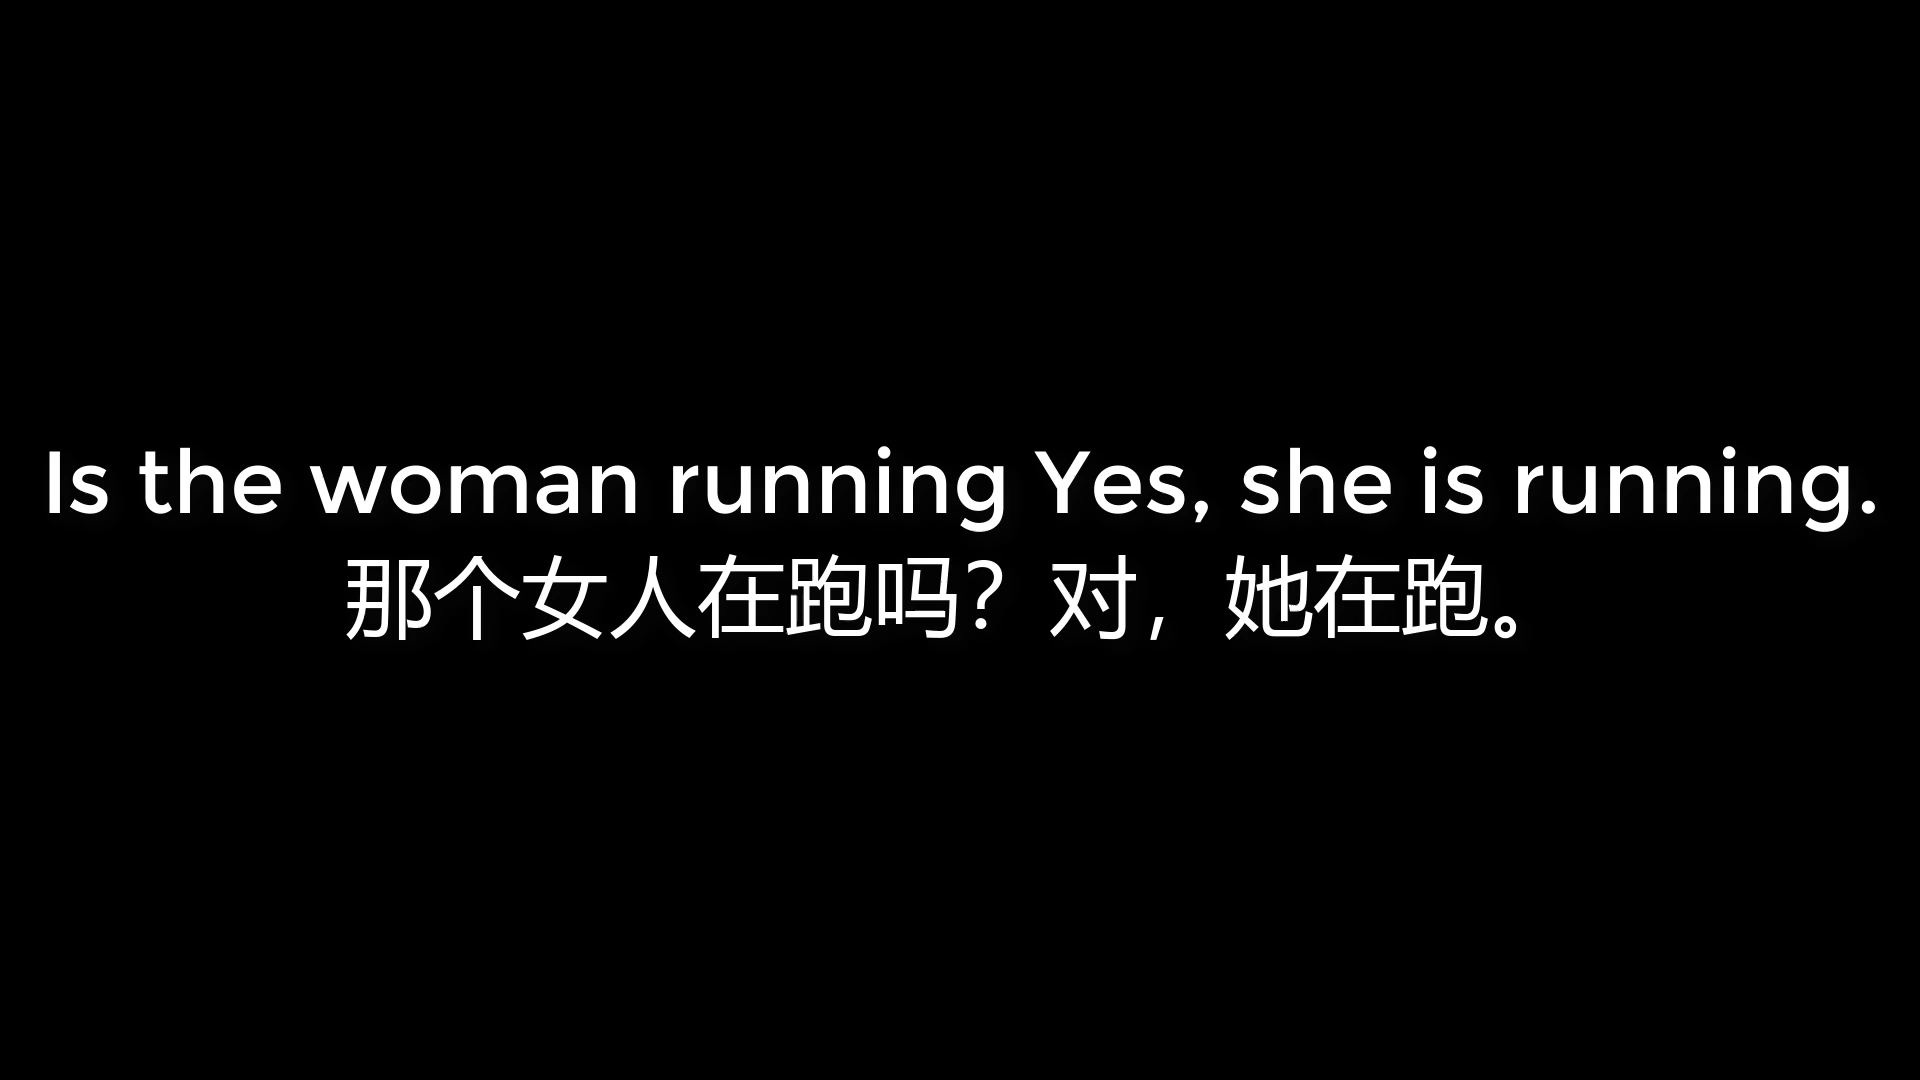 Is the woman running Yes, she is running.
那个女人在跑吗？对，她在跑。